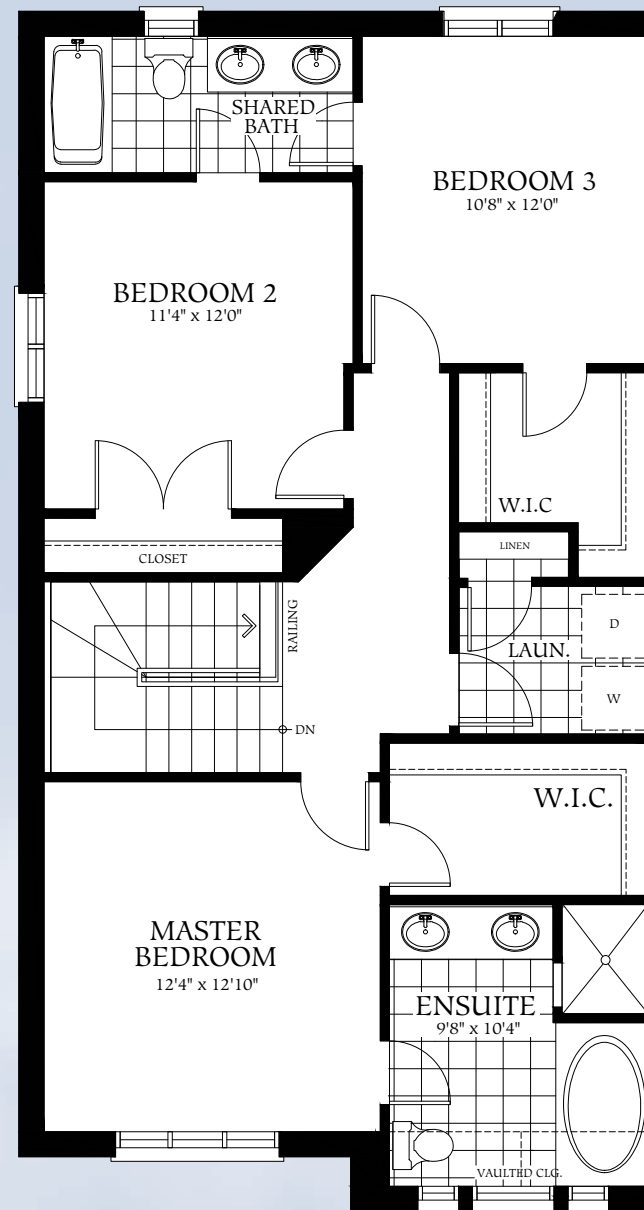 SHARED
BATH
BEDROOM 3
10'8" x 12'0"
BEDROOM 2
11'4" x 12'0"
W.I.C
CLOSET
LINEN
RAILING
D
LAUN.
W
DN
W.I.C.
MASTER
BEDROOM
12'4" x 12'10"
ENSUITE
9'8" x 10'4"
VAULTED CLG.